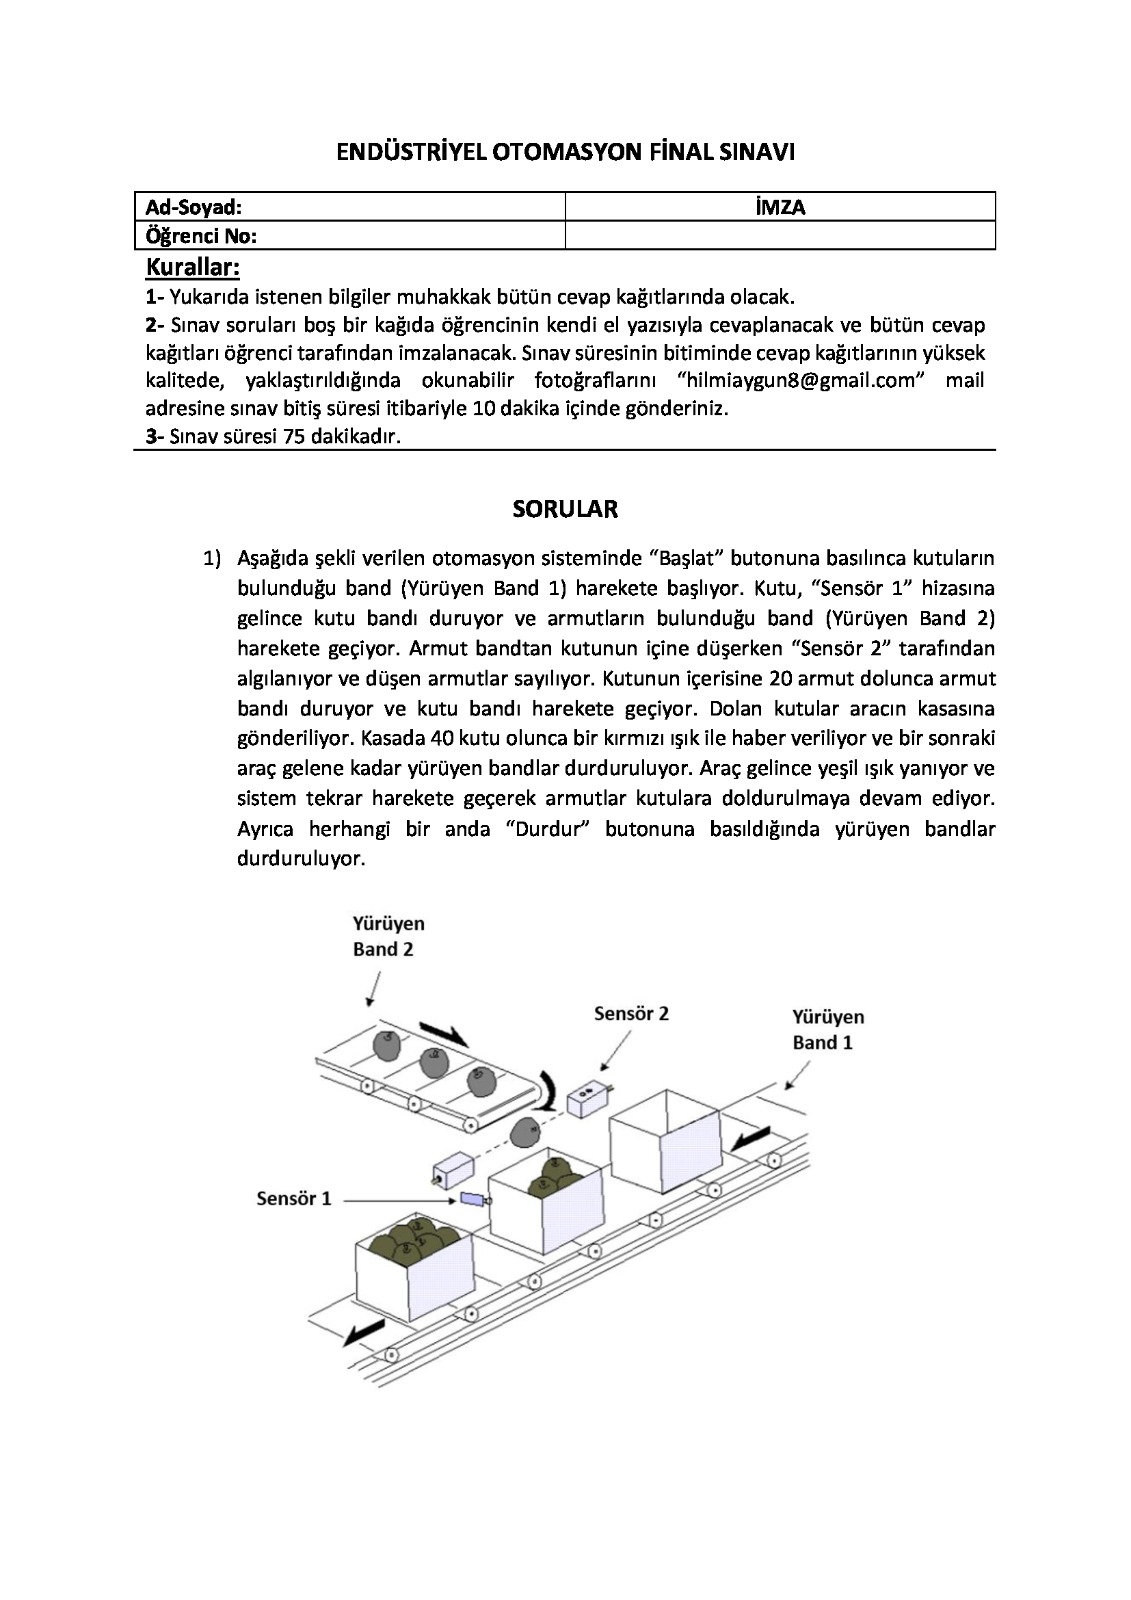 ENDÜSTRİYEL OTOMASYON FİNAL SINAVI
Ad-Soyad:
İMZA
Öğrenci No:
Kurallar:
1- Yukarıda istenen bilgiler muhakkak bütün cevap kağıtlarında olacak.
2- Sınav soruları boş bir kağıda öğrencinin kendi el yazısıyla cevaplanacak ve bütün cevap
kağıtları öğrenci tarafından imzalanacak. Sınav süresinin bitiminde cevap kağıtlarının yüksek
kalitede, yaklaştırıldığında okunabilir fotoğraflarını “hilmiaygun8@gmail.com” mail
adresine sınav bitiş süresi itibariyle 10 dakika içinde gönderiniz.
3- Sınav süresi 75 dakikadır.
SORULAR
1) Aşağıda şekli verilen otomasyon sisteminde “Başlat” butonuna basılınca kutuların
bulunduğu band (Yürüyen Band 1) harekete başlıyor. Kutu, “Sensör 1” hizasına
gelince kutu bandı duruyor ve armutların bulunduğu band (Yürüyen Band 2)
harekete geçiyor. Armut bandtan kutunun içine düşerken “Sensör 2” tarafından
algılanıyor ve düşen armutlar sayılıyor. Kutunun içerisine 20 armut dolunca armut
bandı duruyor ve kutu bandı harekete geçiyor. Dolan kutular aracın kasasına
gönderiliyor. Kasada 40 kutu olunca bir kırmızı ışık ile haber veriliyor ve bir sonraki
araç gelene kadar yürüyen bandlar durduruluyor. Araç gelince yeşil ışık yanıyor ve
sistem tekrar harekete geçerek armutlar kutulara doldurulmaya devam ediyor.
Ayrıca herhangi bir anda “Durdur” butonuna basıldığında yürüyen bandlar
durduruluyor.
Yürüyen
Band 2
Sensör 2
Yürüyen
Band 1
Sensör 1